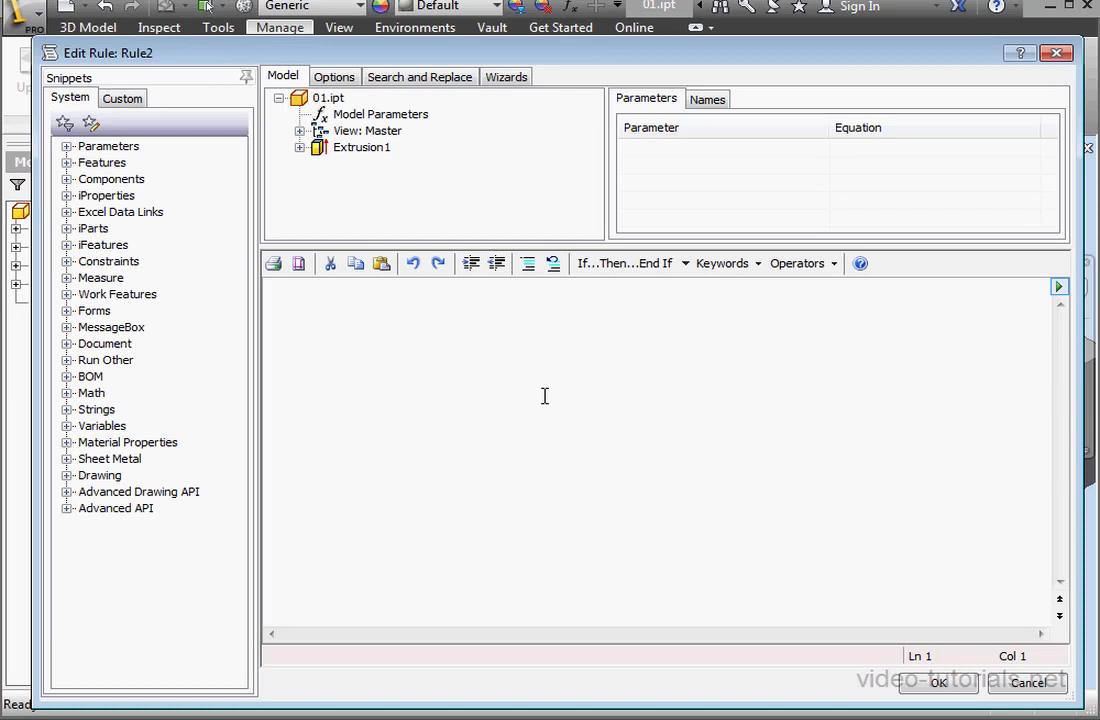 PRO
Generic
Default
01.ipt
Sign In
3D Model Inspect Tools Manage View Environments Vault Get Started Online
Edit Rule: Rule2
Snippets
System Custom
Parameters
Features
Components
iProperties
Excel Data Links
iParts
iFeatures
Constraints
Measure
Work Features
Forms
MessageBox
Document
Run Other
BOM
Math
Strings
Variables
Material Properties
Sheet Metal
Drawing
Advanced Drawing API
Advanced API
Model Options Search and Replace Wizards
01.ipt
Model Parameters
View: Master
Extrusion1
Parameters Names
Parameter Equation
If...Then...End If Keywords Operators
Ln 1 Col 1
OK Cancel
video-tutorials.net